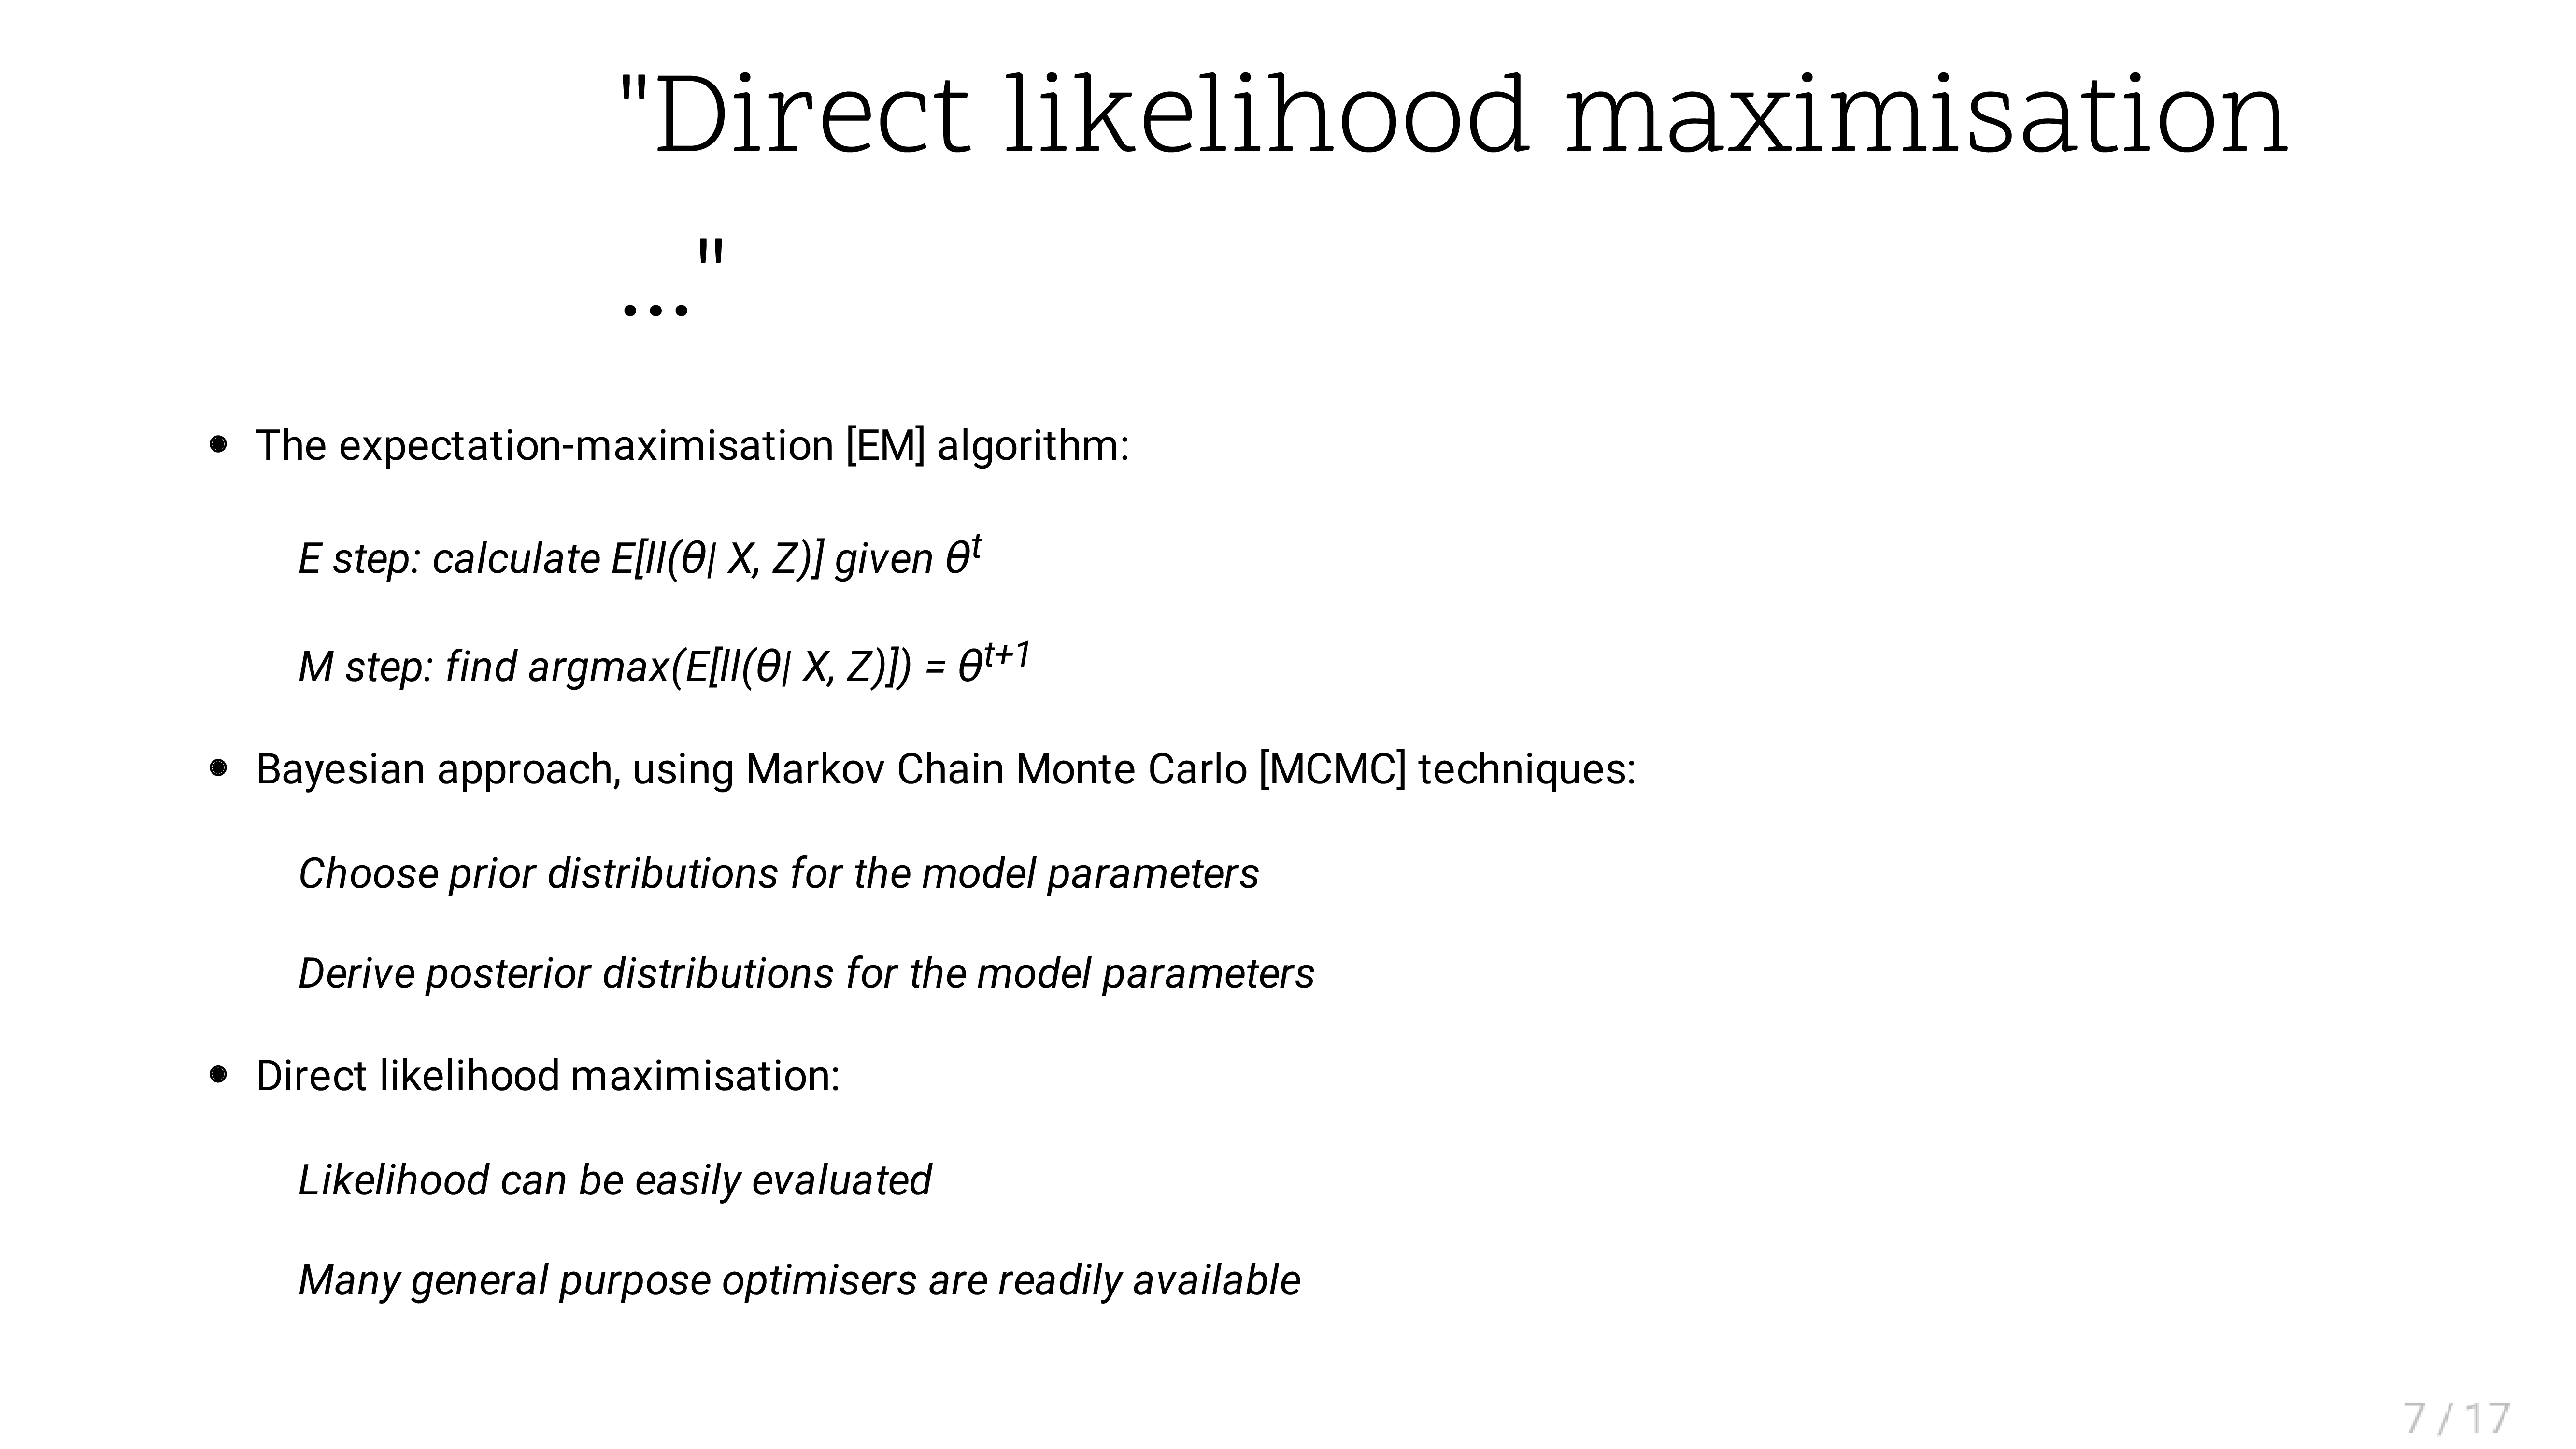 "Direct likelihood maximisation
..."
• The expectation-maximisation [EM] algorithm:
E step: calculate E[ll(θ| X, Z)] given θ^t
M step: find argmax(E[ll(θ| X, Z)]) = θ^t+1
• Bayesian approach, using Markov Chain Monte Carlo [MCMC] techniques:
Choose prior distributions for the model parameters
Derive posterior distributions for the model parameters
• Direct likelihood maximisation:
Likelihood can be easily evaluated
Many general purpose optimisers are readily available
7 / 17